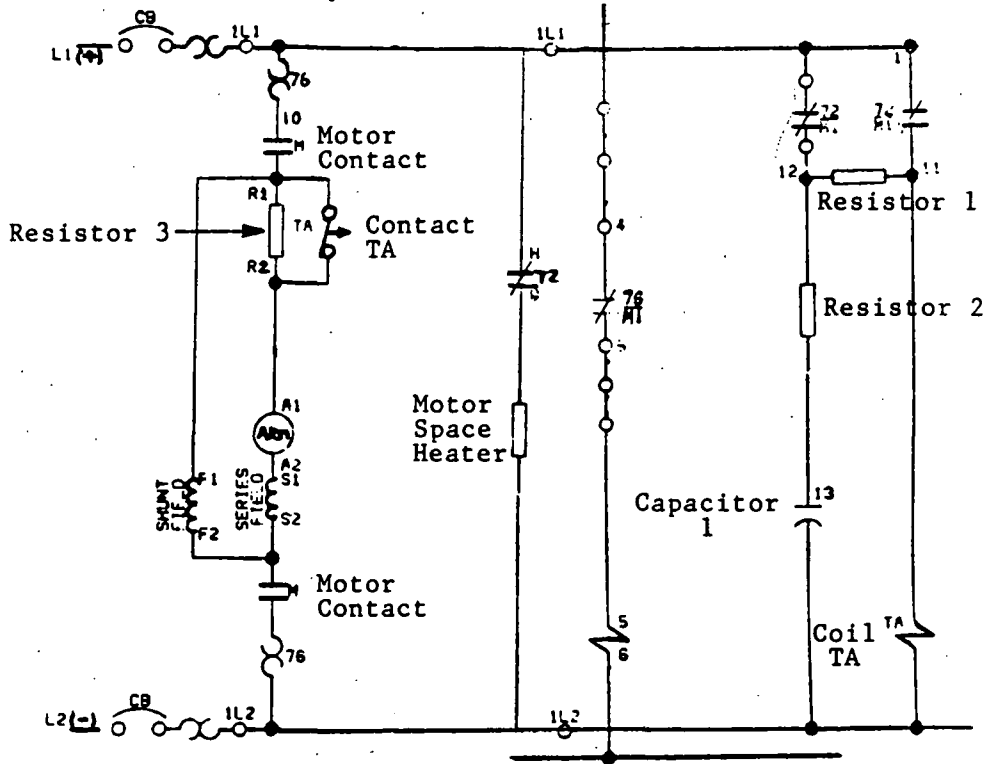 CB
L1 (+)
1L1
1L1
76
10
1
M
Motor
Contact
72
12
11
R1
Resistor 1
Resistor 3
TA
Contact
TA
4
R2
H
72
76
M1
Resistor 2
A1
Arm
Motor
Space
Heater
A2
F1
S1
SHUNT
FIELD
SERIES
FIELD
F2
S2
13
Capacitor
1
Motor
Contact
5
6
Coil
TA
TA
76
CB
L2 (-)
1L2
1L2